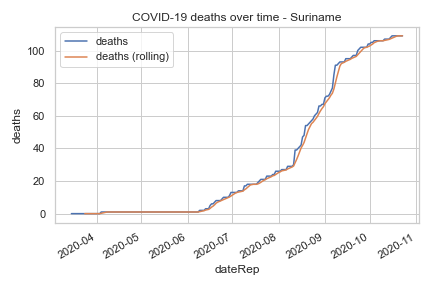 COVID-19 deaths over time - Suriname
deaths
deaths (rolling)
deaths
100
80
60
40
20
0
2020-04
2020-05
2020-06
2020-07
2020-08
2020-09
2020-10
2020-11
dateRep